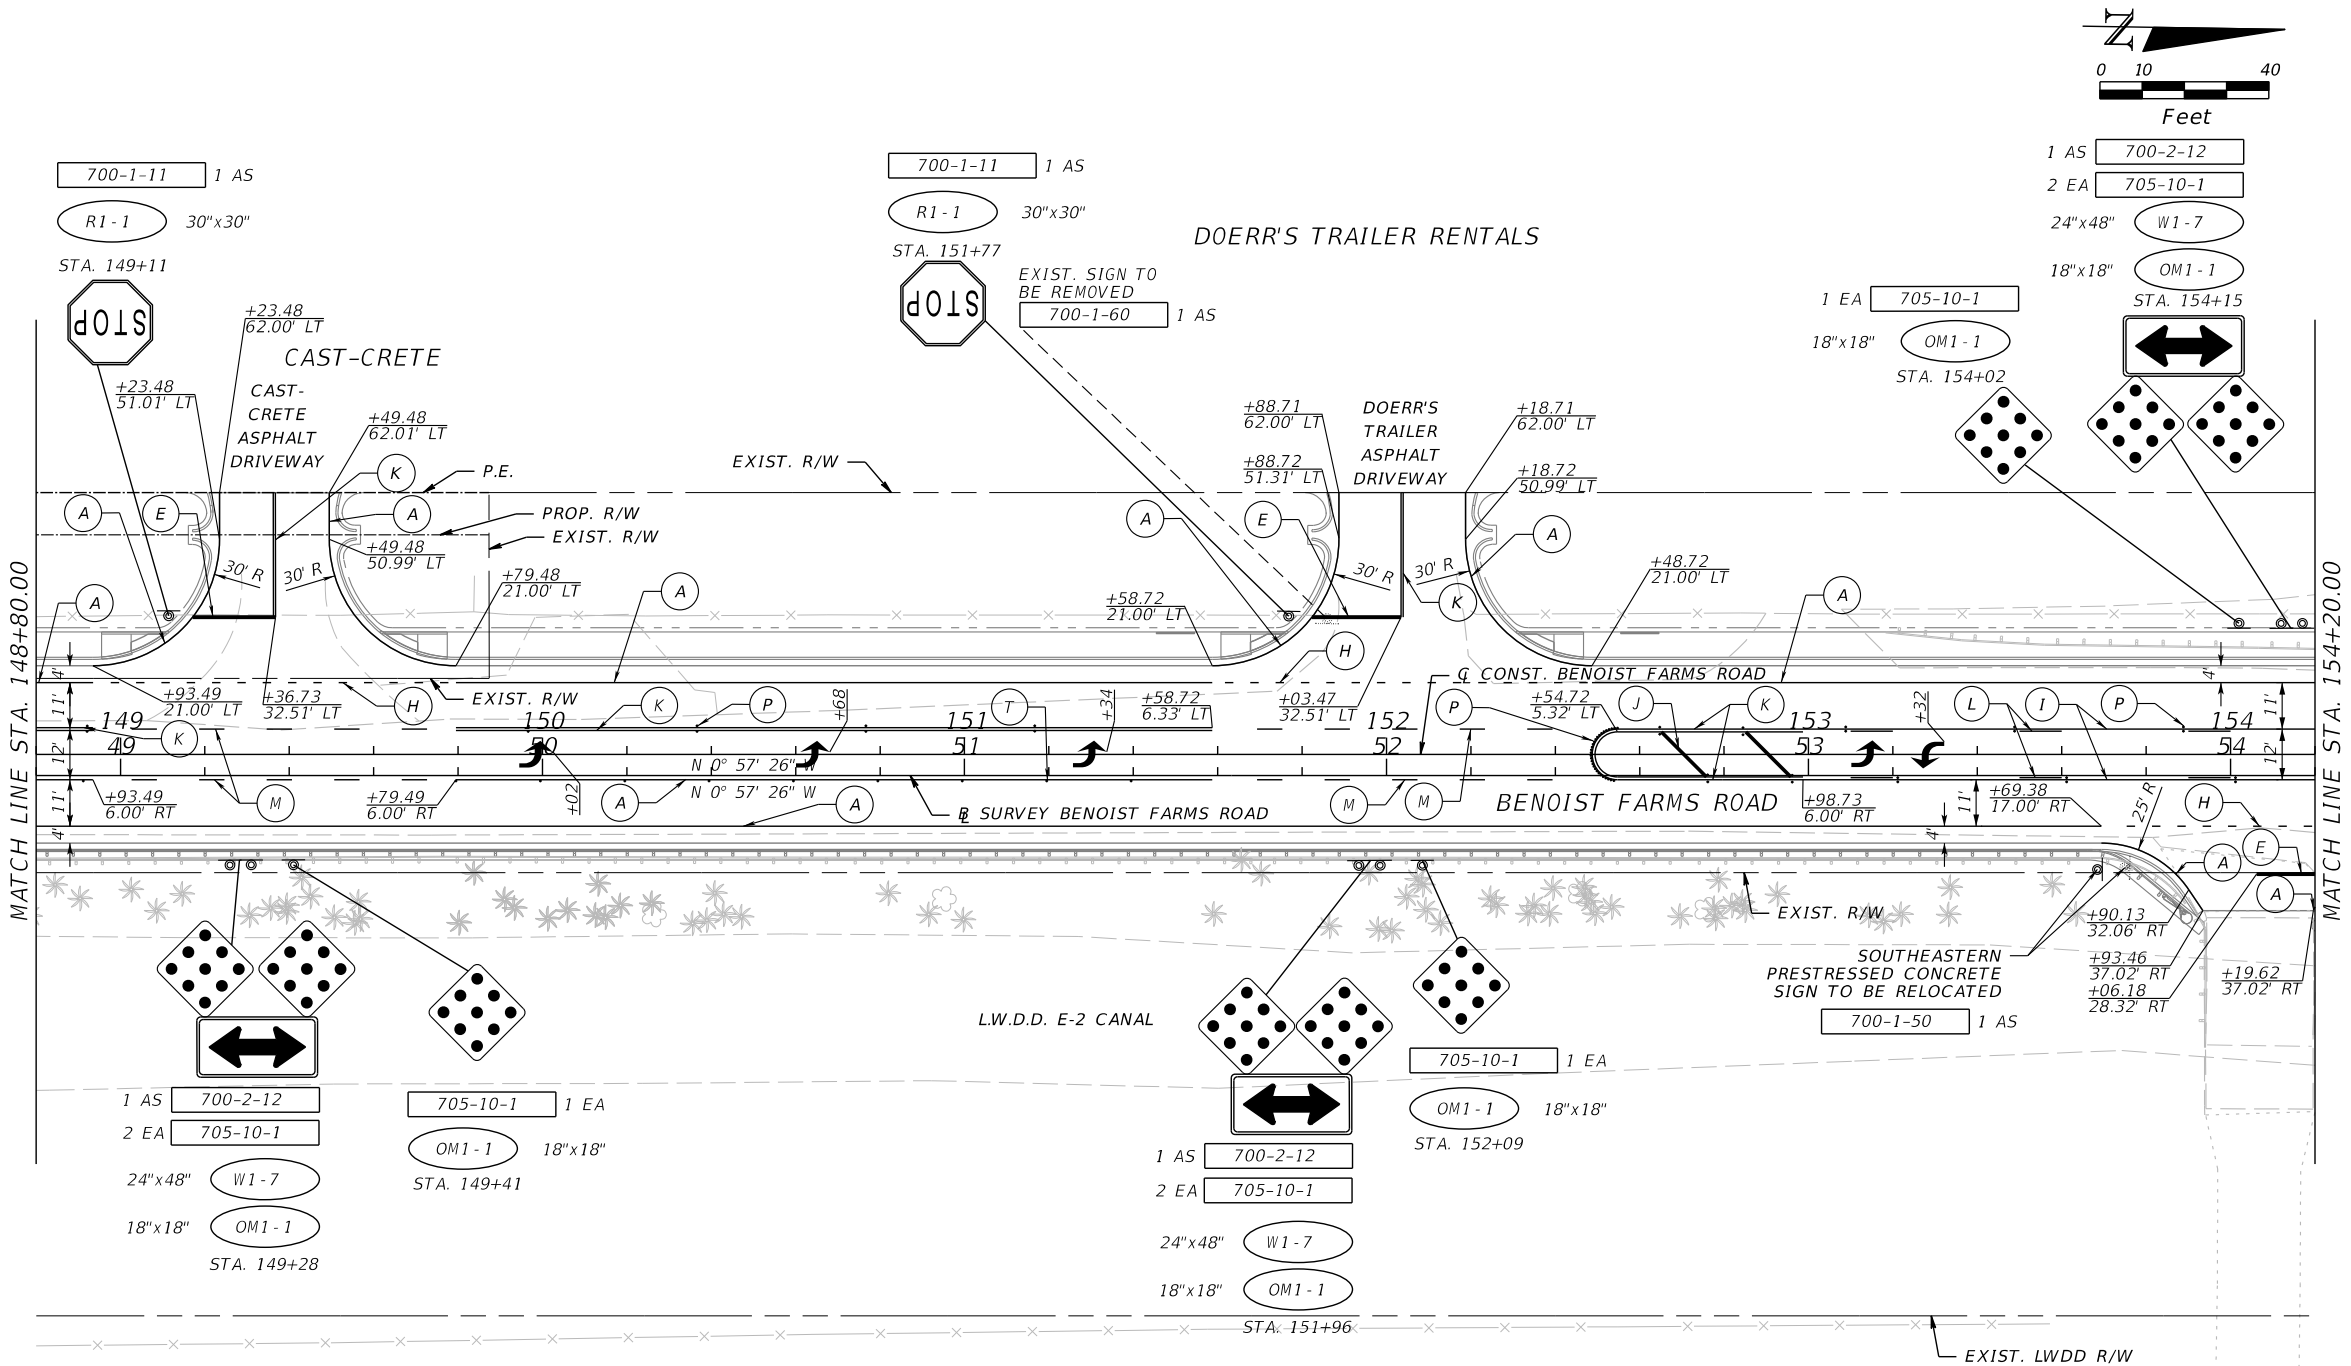 N
0 10 40
Feet
700-1-11 1 AS
R1-1 30"x30"
STA. 149+11
STOP
+23.48
62.00' LT
CAST-CRETE
+23.48
51.01' LT
CAST-
CRETE
ASPHALT
DRIVEWAY
+49.48
62.01' LT
K
P.E.
A
E
A
PROP. R/W
EXIST. R/W
+49.48
50.99' LT
30' R
30' R
+79.48
21.00' LT
A
A
EXIST. R/W
700-1-11 1 AS
R1-1 30"x30"
STA. 151+77
STOP
EXIST. SIGN TO
BE REMOVED
700-1-60 1 AS
DOERR'S TRAILER RENTALS
+88.71
62.00' LT
+88.72
51.31' LT
DOERR'S
TRAILER
ASPHALT
DRIVEWAY
+18.71
62.00' LT
+18.72
50.99' LT
A
E
A
30' R
30' R
K
+58.72
21.00' LT
+48.72
21.00' LT
A
H
1 AS 700-2-12
2 EA 705-10-1
24"x48" W1-7
18"x18" OM1-1
STA. 154+15
1 EA 705-10-1
18"x18" OM1-1
STA. 154+02
MATCH LINE STA. 148+80.00
MATCH LINE STA. 154+20.00
4'
11'
12'
11'
4'
+93.49
21.00' LT
+36.73
32.51' LT
H
EXIST. R/W
K
P
+68
T
+34
+58.72
6.33' LT
+03.47
32.51' LT
CL CONST. BENOIST FARMS ROAD
P
+54.72
5.32' LT
J
K
+32
L
I
P
4'
11'
12'
149
150
151
152
153
154
K
49
50
51
52
53
54
N 0° 57' 26" W
N 0° 57' 26" W
+93.49
6.00' RT
M
+79.49
6.00' RT
+02
A
A
BL SURVEY BENOIST FARMS ROAD
M
M
BENOIST FARMS ROAD
+98.73
6.00' RT
4'
11'
+69.38
17.00' RT
25' R
H
E
A
A
EXIST. R/W
+90.13
32.06' RT
+93.46
37.02' RT
+06.18
28.32' RT
+19.62
37.02' RT
SOUTHEASTERN
PRESTRESSED CONCRETE
SIGN TO BE RELOCATED
700-1-50 1 AS
L.W.D.D. E-2 CANAL
1 AS 700-2-12
2 EA 705-10-1
24"x48" W1-7
18"x18" OM1-1
STA. 149+28
705-10-1 1 EA
OM1-1 18"x18"
STA. 149+41
705-10-1 1 EA
OM1-1 18"x18"
STA. 152+09
1 AS 700-2-12
2 EA 705-10-1
24"x48" W1-7
18"x18" OM1-1
STA. 151+96
EXIST. LWDD R/W